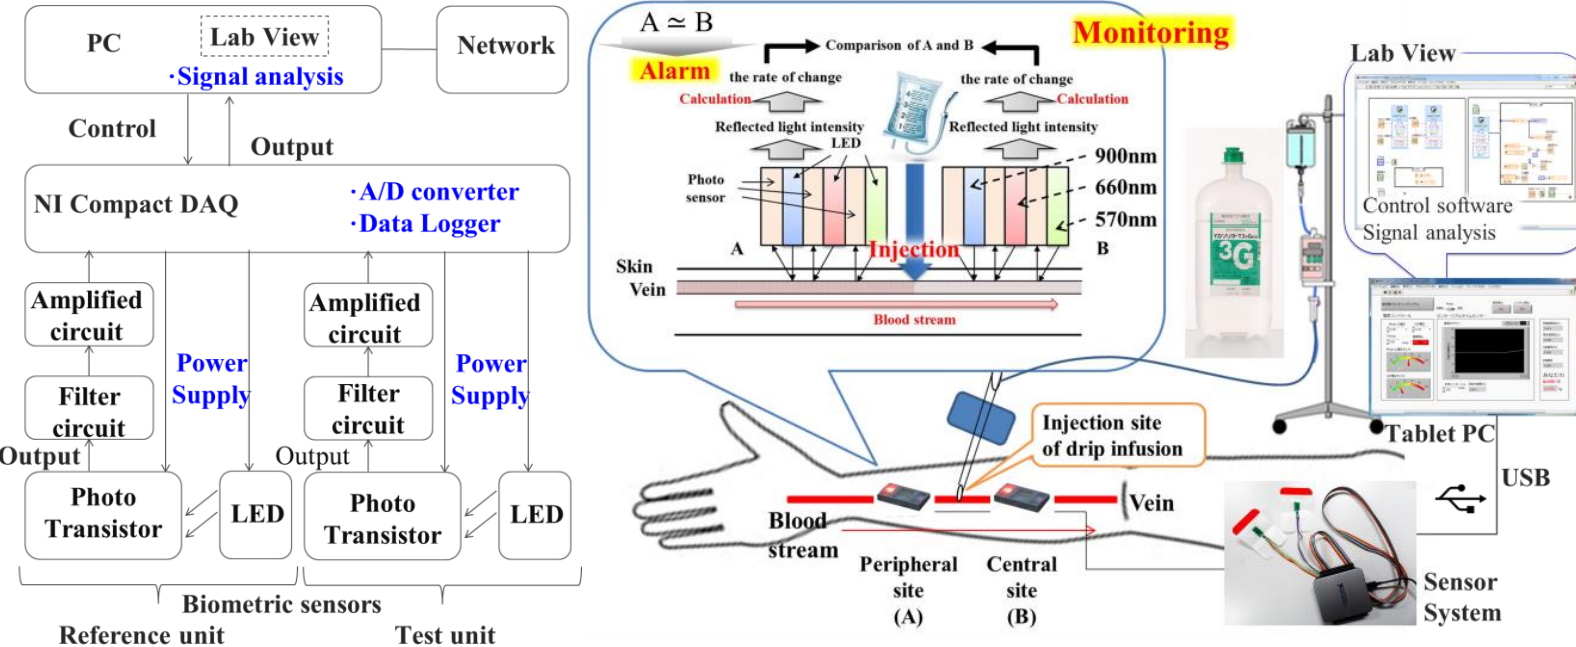 PC
Lab View
·Signal analysis
Network
Control
Output
NI Compact DAQ
·A/D converter
·Data Logger
Amplified
circuit
Filter
circuit
Power
Supply
Output
Photo
Transistor
LED
Amplified
circuit
Filter
circuit
Power
Supply
Output
Photo
Transistor
LED
Biometric sensors
Reference unit
Test unit
A ≃ B
Alarm
Comparison of A and B
Monitoring
the rate of change
the rate of change
Calculation
Calculation
Reflected light intensity
Reflected light intensity
LED
Photo
sensor
900nm
660nm
570nm
A
Injection
B
Skin
Vein
Blood stream
3G
Lab View
Control software
Signal analysis
Tablet PC
USB
Injection site
of drip infusion
Vein
Blood
stream
Peripheral
site
(A)
Central
site
(B)
Sensor
System